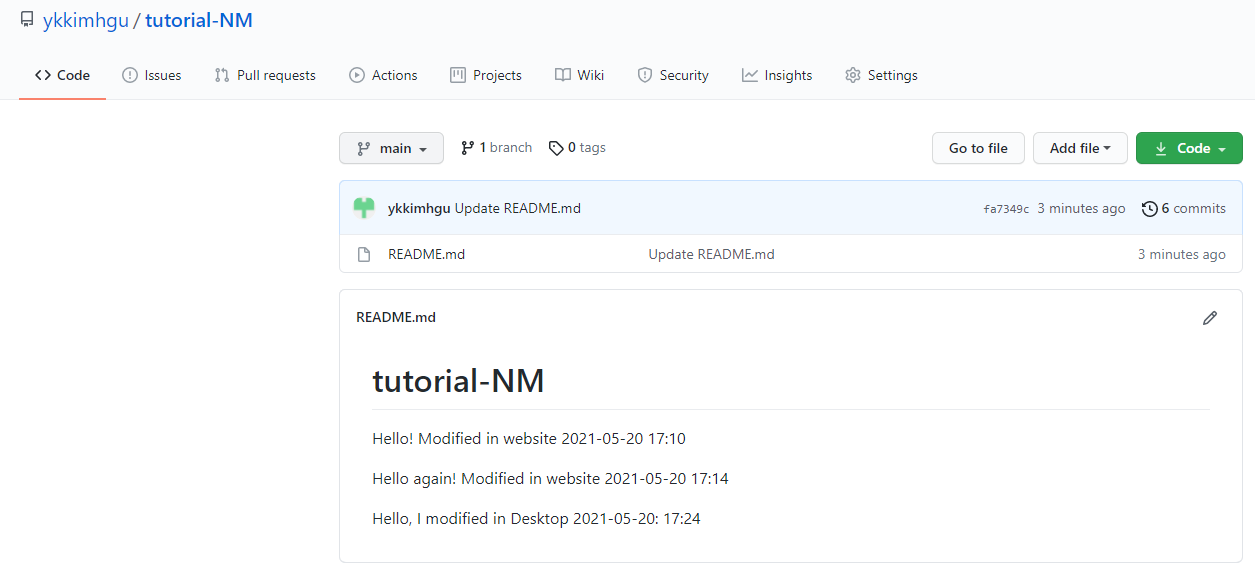 ykkimhgu / tutorial-NM
Code Issues Pull requests Actions Projects Wiki Security Insights Settings
main 1 branch 0 tags Go to file Add file Code
ykkimhgu Update README.md fa7349c 3 minutes ago 6 commits
README.md Update README.md 3 minutes ago
README.md
tutorial-NM
Hello! Modified in website 2021-05-20 17:10
Hello again! Modified in website 2021-05-20 17:14
Hello, I modified in Desktop 2021-05-20: 17:24